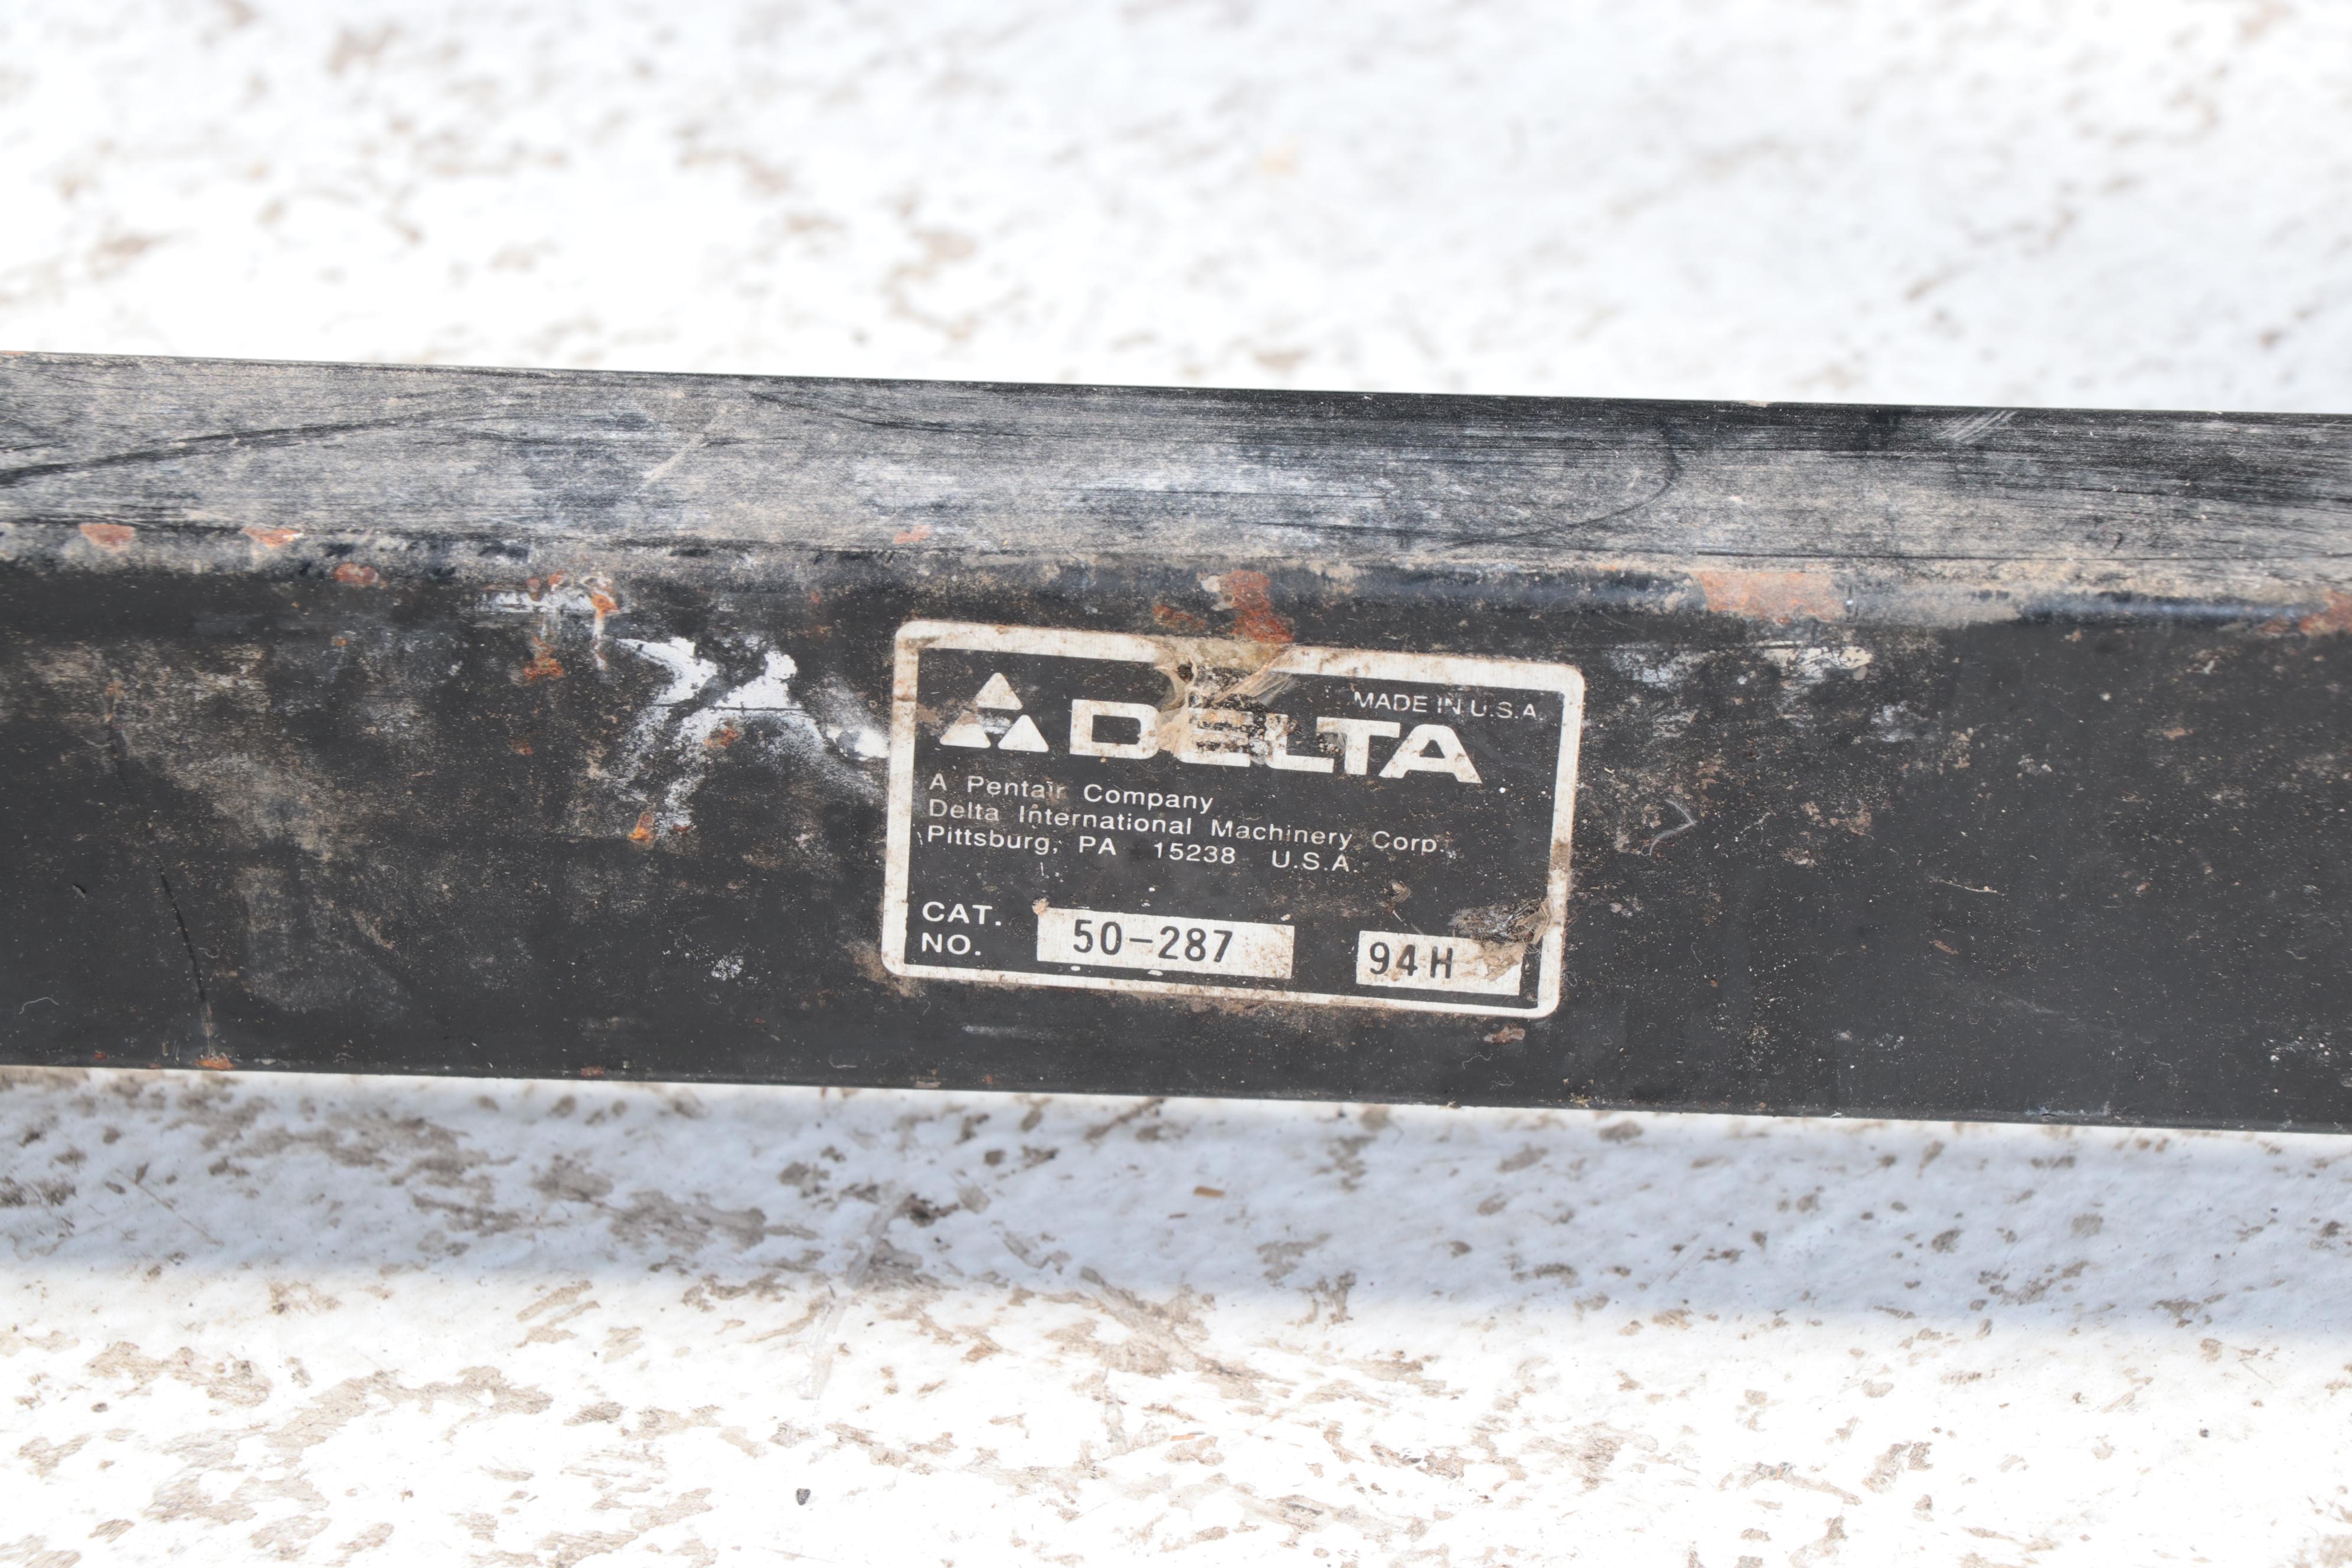 MADE IN U.S.A.
DELTA
A Pentair Company
Delta International Machinery Corp.
Pittsburg, PA 15238 U.S.A.
CAT. NO. 50-287 94H